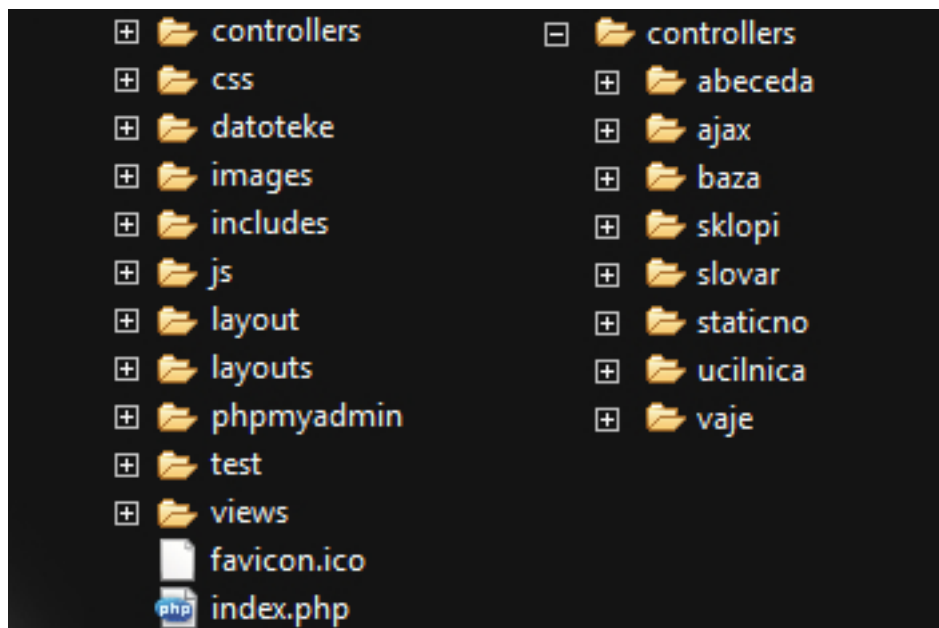 controllers
css
datoteke
images
includes
js
layout
layouts
phpmyadmin
test
views
favicon.ico
php index.php
controllers
abeceda
ajax
baza
sklopi
slovar
staticno
ucilnica
vaje